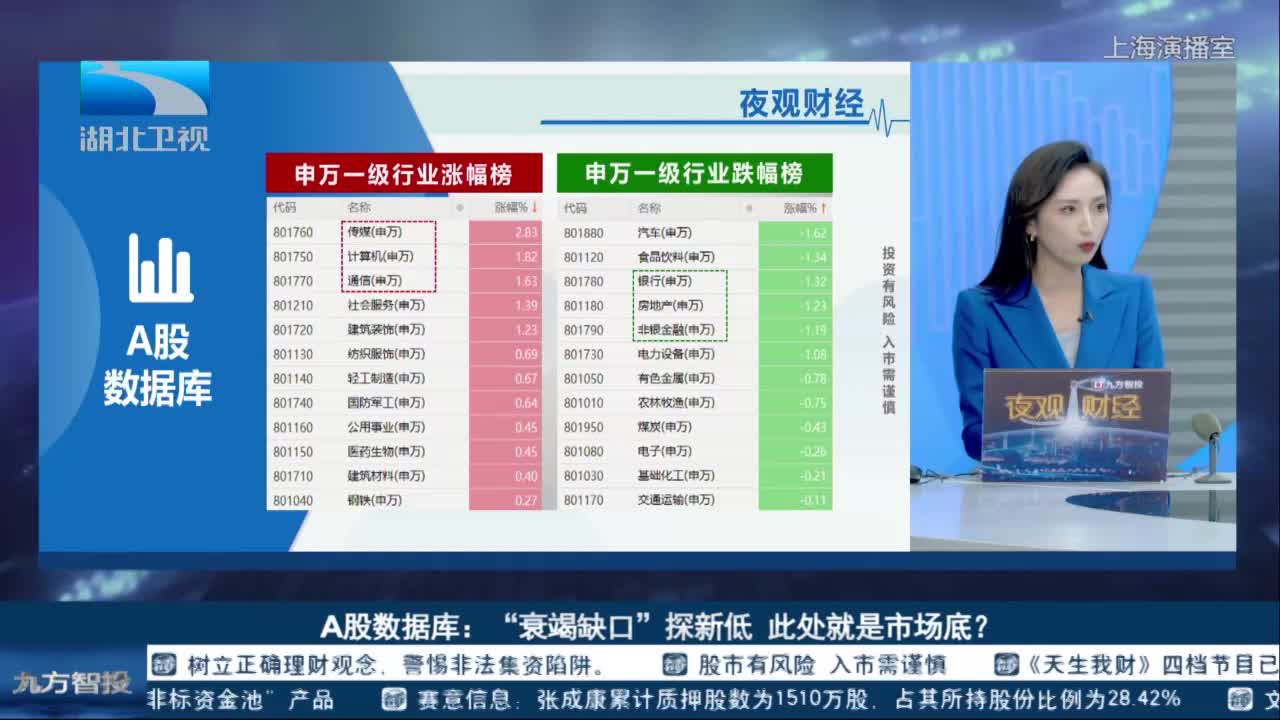 上海演播室
湖北卫视
夜观财经
申万一级行业涨幅榜
代码 名称 涨幅%↓
801760 传媒(申万) 2.83
801750 计算机(申万) 1.82
801770 通信(申万) 1.63
801210 社会服务(申万) 1.39
801720 建筑装饰(申万) 1.23
801130 纺织服饰(申万) 0.69
801140 轻工制造(申万) 0.67
801740 国防军工(申万) 0.64
801160 公用事业(申万) 0.45
801150 医药生物(申万) 0.45
801710 建筑材料(申万) 0.40
801040 钢铁(申万) 0.27
申万一级行业跌幅榜
代码 名称 涨幅%↑
801880 汽车(申万) -1.62
801120 食品饮料(申万) -1.34
801780 银行(申万) -1.32
801180 房地产(申万) -1.23
801790 非银金融(申万) -1.19
801730 电力设备(申万) -1.08
801050 有色金属(申万) -0.78
801010 农林牧渔(申万) -0.75
801950 煤炭(申万) -0.43
801080 电子(申万) -0.26
801030 基础化工(申万) -0.21
801170 交通运输(申万) -0.11
A股
数据库
投资有风险 入市需谨慎
九方智投
夜观财经
A股数据库：“衰竭缺口”探新低 此处就是市场底？
九方智投
树立正确理财观念，警惕非法集资陷阱。 股市有风险 入市需谨慎 《天生我财》四档节目已
非标资金池”产品 赛意信息：张成康累计质押股数为1510万股，占其所持股份比例为28.42%